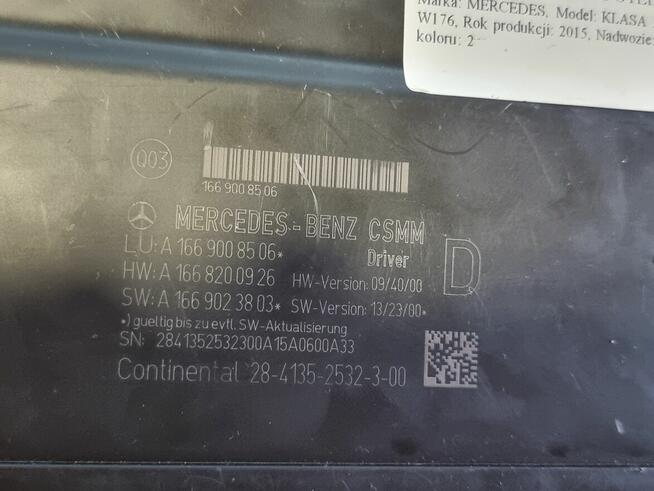 Marka: MERCEDES, Model: KLASA
W176, Rok produkcji: 2015, Nadwozie:
koloru: 2
Q03
166 900 85 06
MERCEDES-BENZ CSMM
LU: A 166 900 85 06* Driver
D
HW: A 166 820 09 26 HW-Version: 09/40/00
SW: A 166 902 38 03* SW-Version: 13/23/00*
*) gueltig bis zu evtl. SW-Aktualisierung
SN: 2841352532300A15A0600A33
Continental 28-4135-2532-3-00